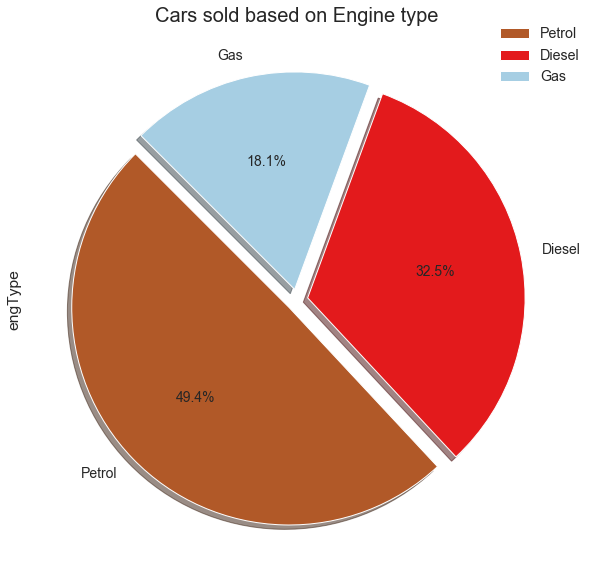 Cars sold based on Engine type
Petrol
Diesel
Gas
Gas
18.1%
Diesel
32.5%
engType
49.4%
Petrol